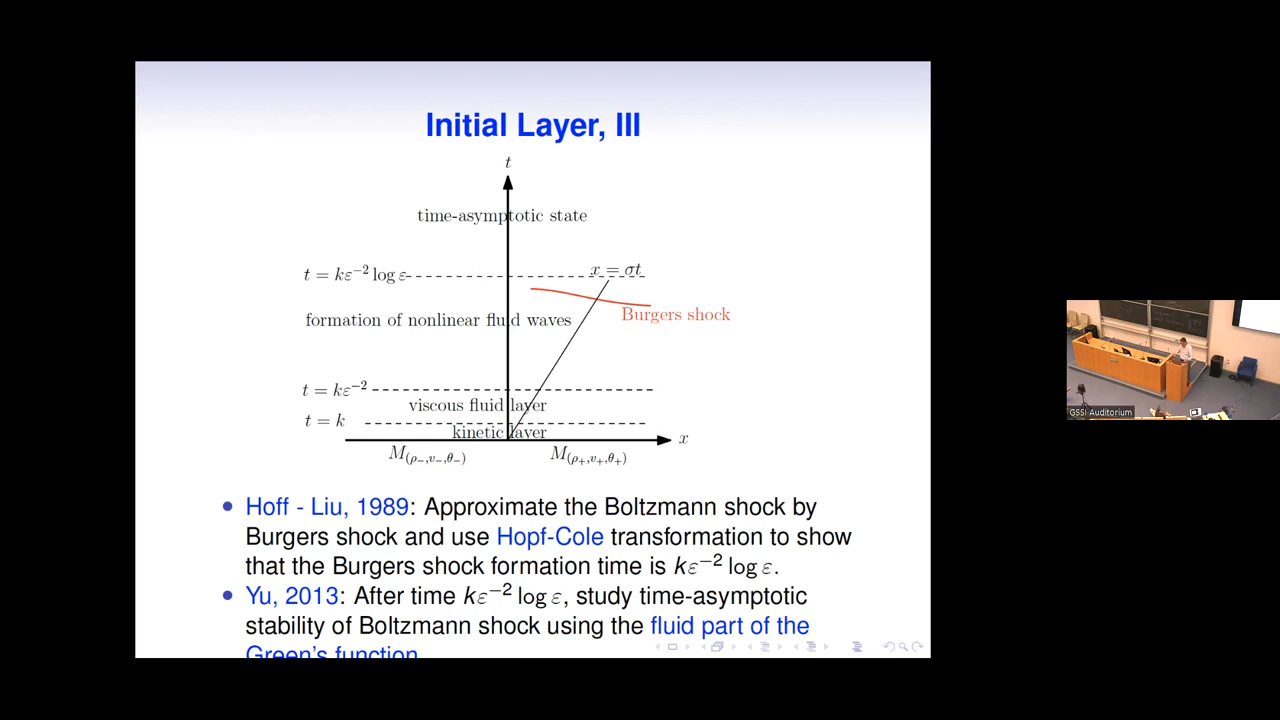 Initial Layer, III
t
time-asymptotic state
t = kε⁻² log ε
x = σt
Burgers shock
formation of nonlinear fluid waves
t = kε⁻²
viscous fluid layer
t = k
kinetic layer
x
M(ρ₋,v₋,θ₋)
M(ρ₊,v₊,θ₊)
• Hoff - Liu, 1989: Approximate the Boltzmann shock by
Burgers shock and use Hopf-Cole transformation to show
that the Burgers shock formation time is kε⁻² log ε.
• Yu, 2013: After time kε⁻² log ε, study time-asymptotic
stability of Boltzmann shock using the fluid part of the
Green's function
GSSI Auditorium